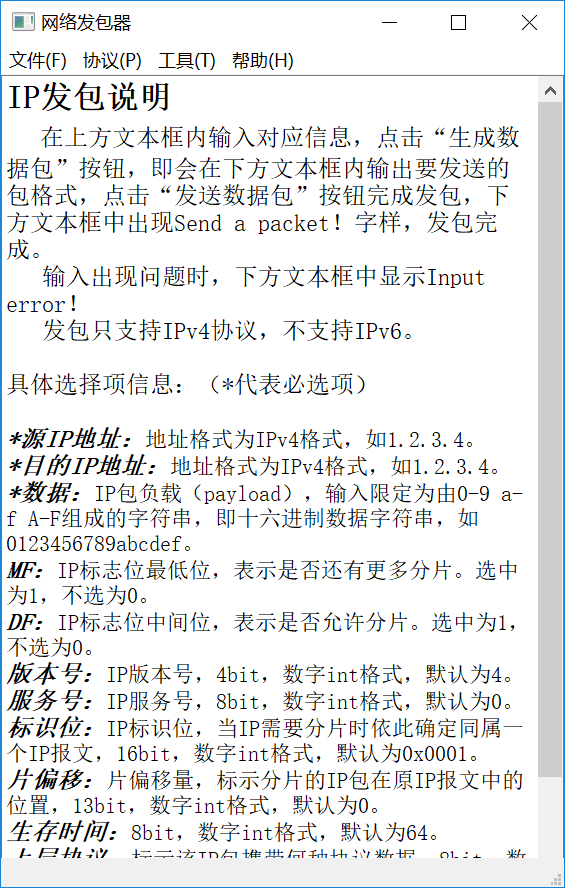 网络发包器
文件(F) 协议(P) 工具(T) 帮助(H)
IP发包说明
在上方文本框内输入对应信息，点击“生成数
据包”按钮，即会在下方文本框内输出要发送的
包格式，点击“发送数据包”按钮完成发包，下
方文本框中出现Send a packet！字样，发包完
成。
输入出现问题时，下方文本框中显示Input
error！
发包只支持IPv4协议，不支持IPv6。
具体选择项信息：（*代表必选项）
*源IP地址：地址格式为IPv4格式，如1.2.3.4。
*目的IP地址：地址格式为IPv4格式，如1.2.3.4。
*数据：IP包负载（payload），输入限定为由0-9 a-
f A-F组成的字符串，即十六进制数据字符串，如
0123456789abcdef。
MF：IP标志位最低位，表示是否还有更多分片。选中
为1，不选为0。
DF：IP标志位中间位，表示是否允许分片。选中为1，
不选为0。
版本号：IP版本号，4bit，数字int格式，默认为4。
服务号：IP服务号，8bit，数字int格式，默认为0。
标识位：IP标识位，当IP需要分片时依此确定同属一
个IP报文，16bit，数字int格式，默认为0x0001。
片偏移：片偏移量，标示分片的IP包在原IP报文中的
位置，13bit，数字int格式，默认为0。
生存时间：8bit，数字int格式，默认为64。
上层协议：标示该IP包携带何种协议数据，8bit，数